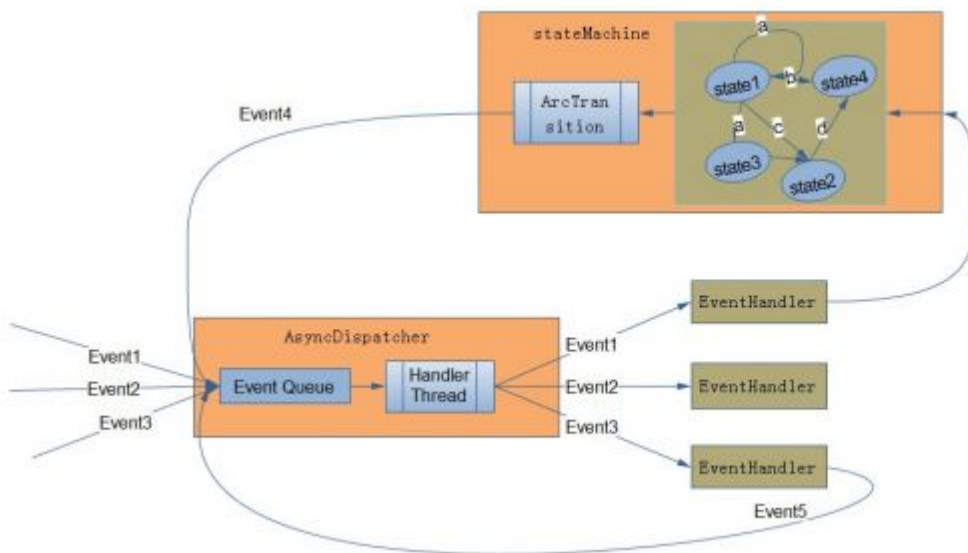 stateMachine
a
state1
b
state4
ArcTran
sition
Event4
a
c
d
state3
state2
EventHandler
AsyncDispatcher
Event1
Event1
Event Queue
Handler
Thread
Event2
Event2
EventHandler
Event3
Event3
EventHandler
Event5